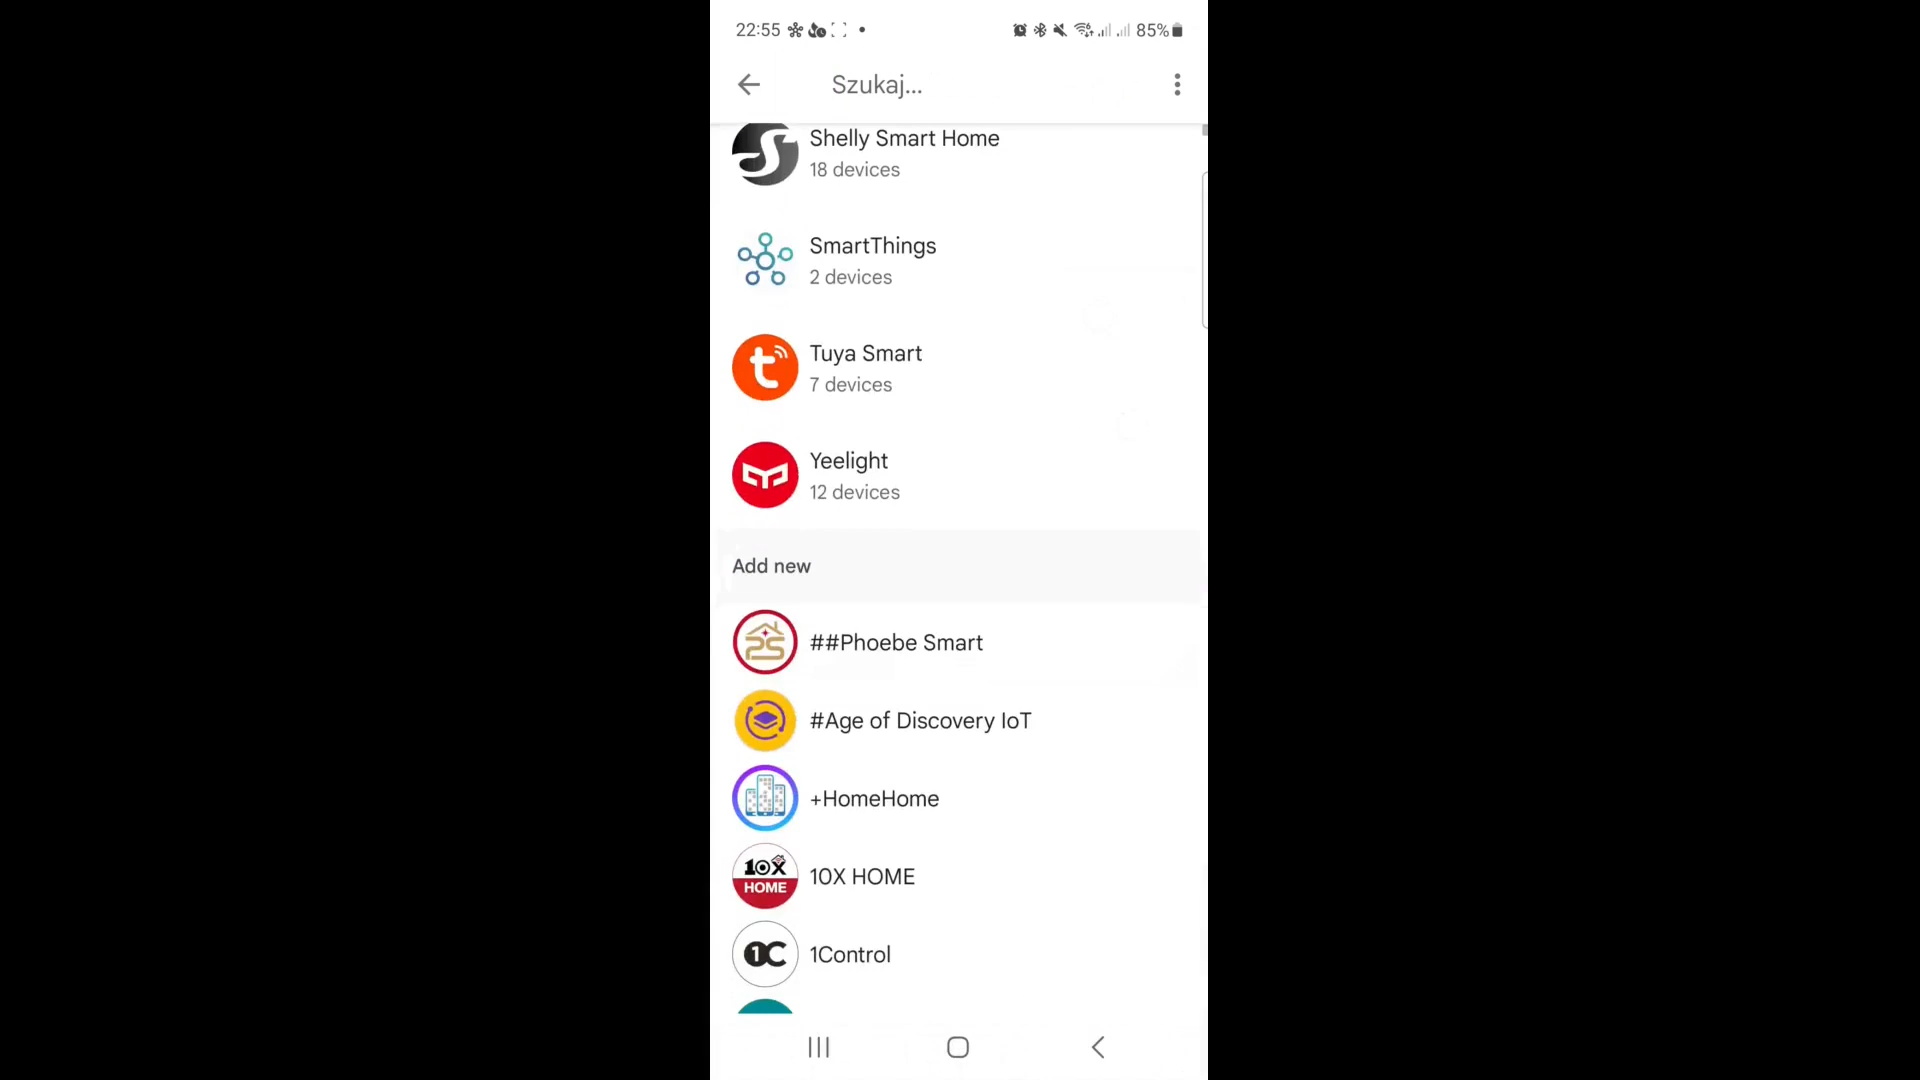 22:55 85%
Szukaj...
Shelly Smart Home
18 devices
SmartThings
2 devices
Tuya Smart
7 devices
Yeelight
12 devices
Add new
##Phoebe Smart
#Age of Discovery IoT
+HomeHome
10X
HOME
10X HOME
1C
1Control